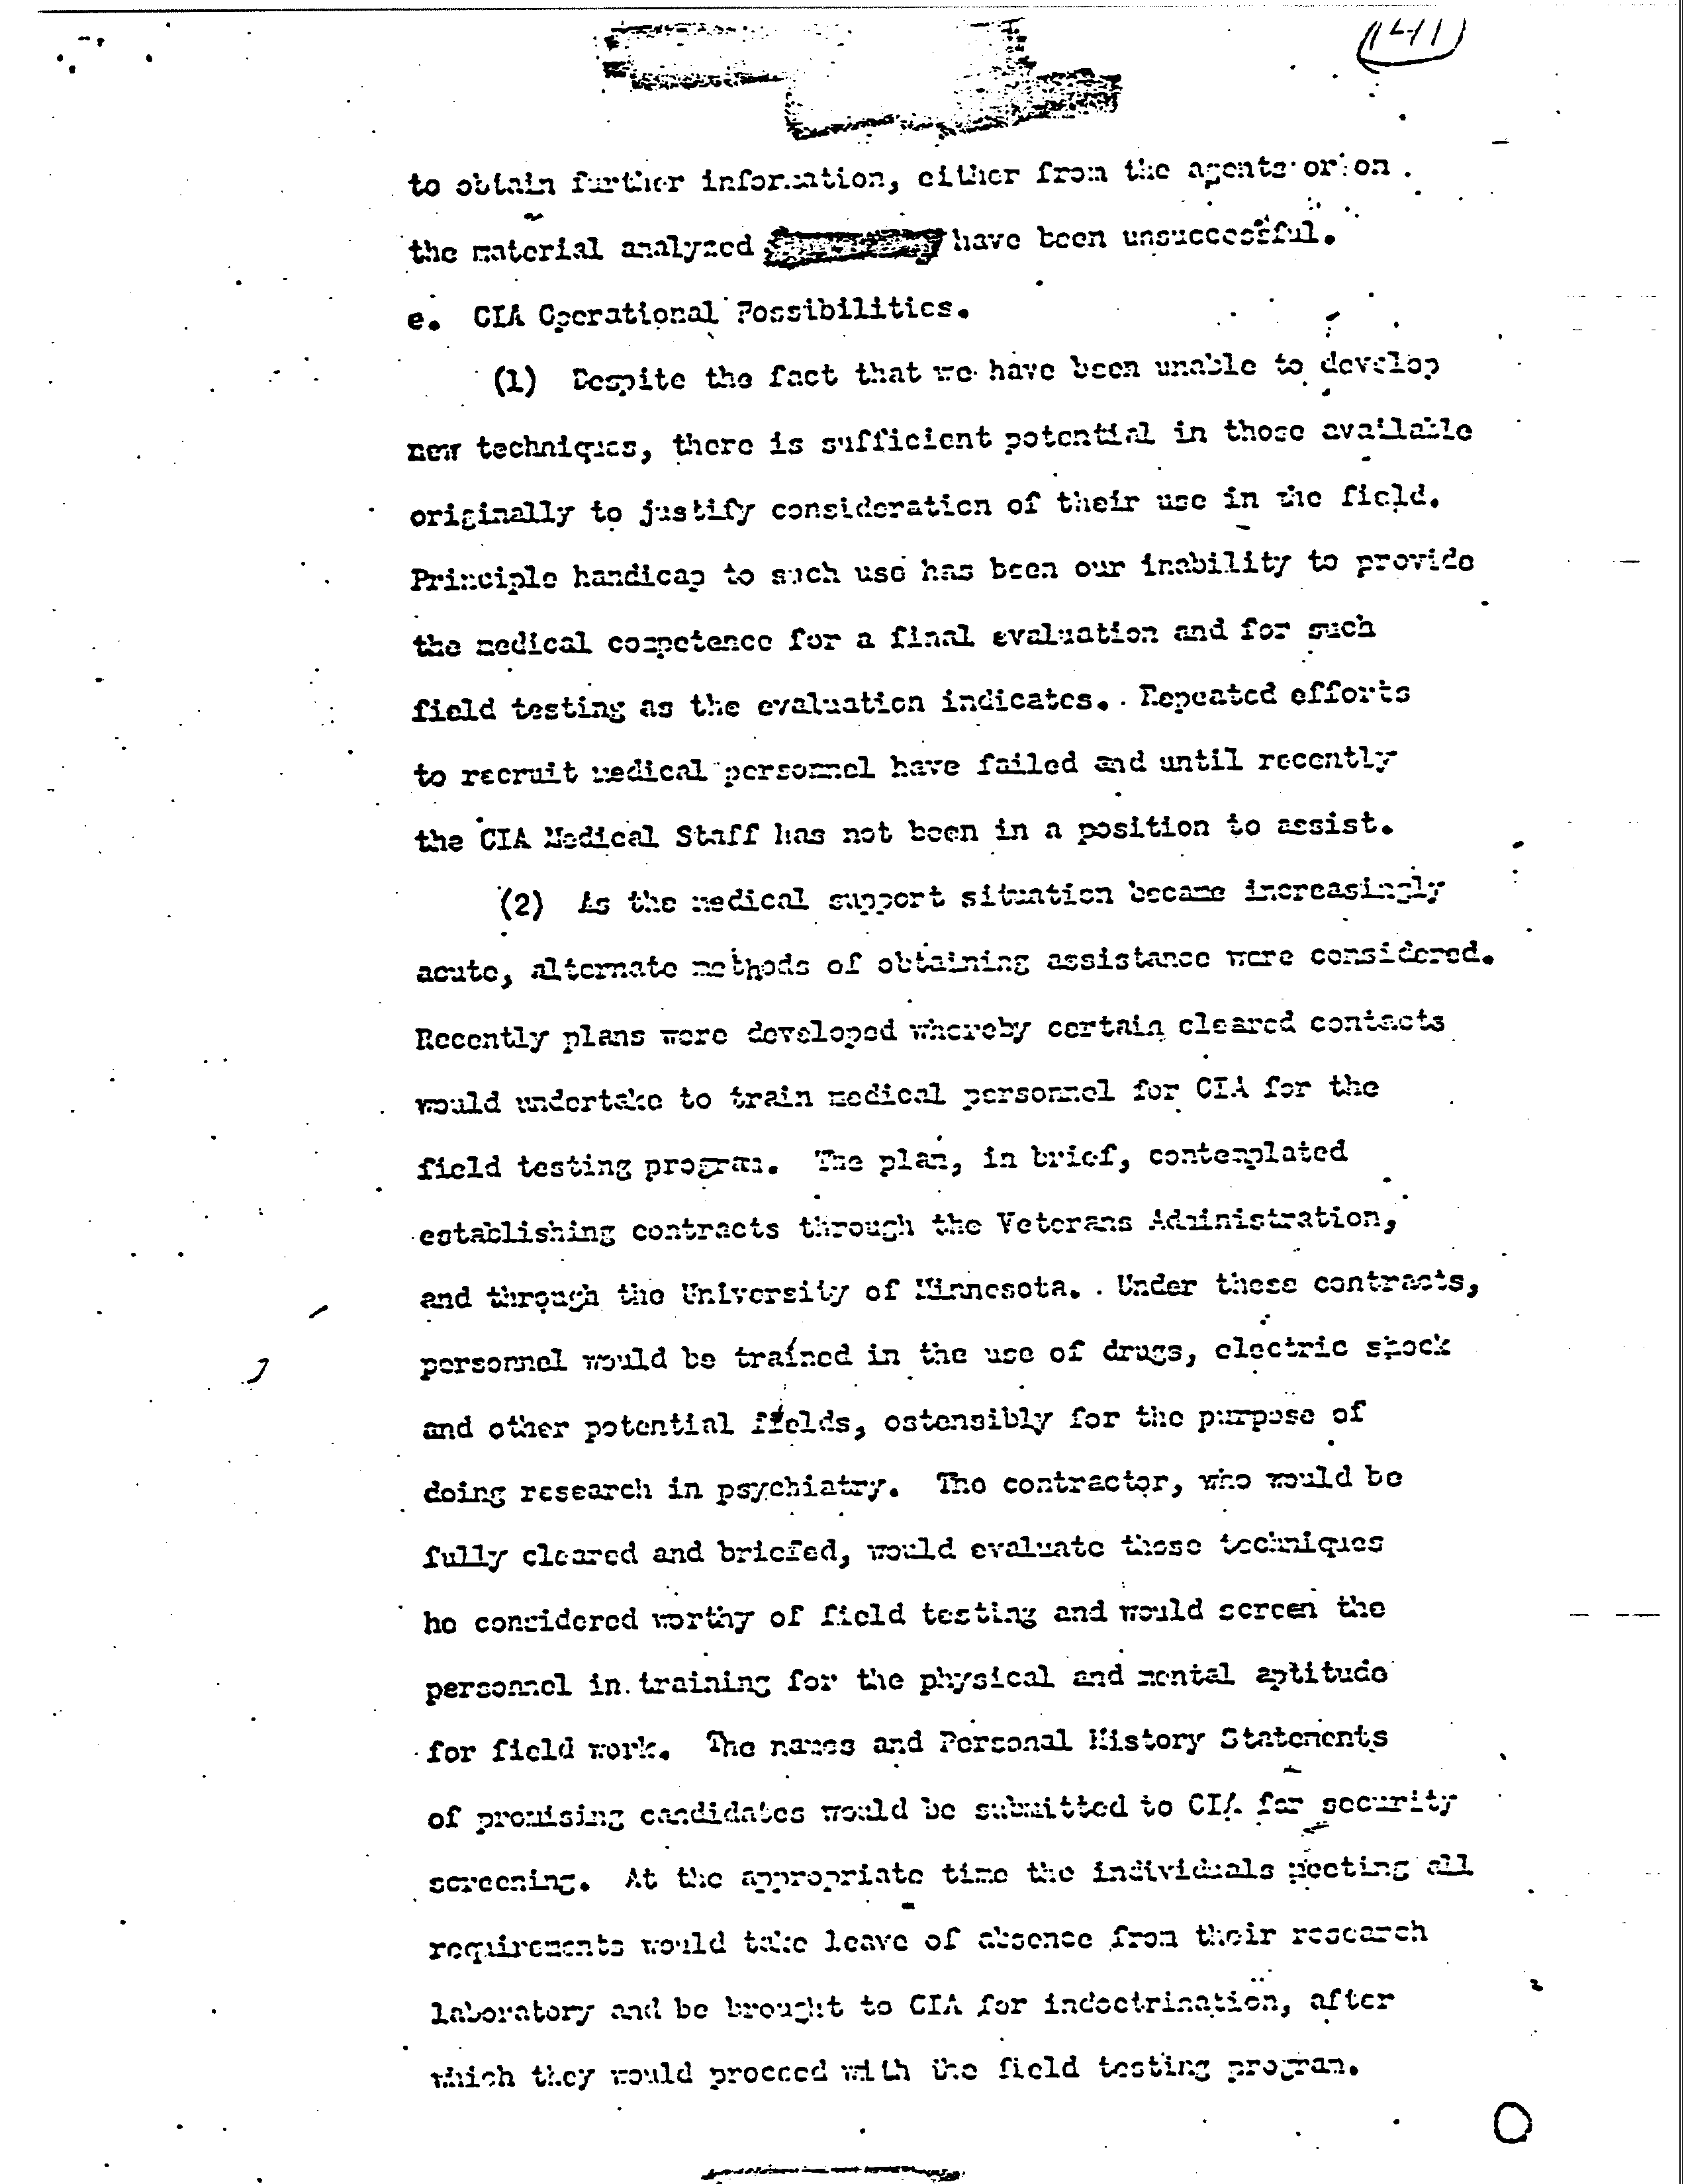 (141)
to obtain further information, either from the agents or on
the material analyzed have been unsuccessful.
e. CIA Operational Possibilities.
(1) Despite the fact that we have been unable to develop
new techniques, there is sufficient potential in those available
originally to justify consideration of their use in the field.
Principle handicap to such use has been our inability to provide
the medical competence for a final evaluation and for such
field testing as the evaluation indicates. Repeated efforts
to recruit medical personnel have failed and until recently
the CIA Medical Staff has not been in a position to assist.
(2) As the medical support situation became increasingly
acute, alternate methods of obtaining assistance were considered.
Recently plans were developed whereby certain cleared contacts
would undertake to train medical personnel for CIA for the
field testing program. The plan, in brief, contemplated
establishing contracts through the Veterans Administration,
and through the University of Minnesota. Under these contracts,
personnel would be trained in the use of drugs, electric shock
and other potential fields, ostensibly for the purpose of
doing research in psychiatry. The contractor, who would be
fully cleared and briefed, would evaluate those techniques
he considered worthy of field testing and would screen the
personnel in training for the physical and mental aptitude
for field work. The names and Personal History Statements
of promising candidates would be submitted to CIA for security
screening. At the appropriate time the individuals meeting all
requirements would take leave of absence from their research
laboratory and be brought to CIA for indoctrination, after
which they would proceed with the field testing program.